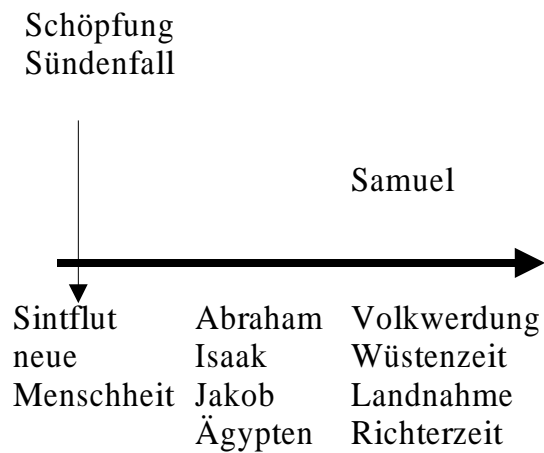 Schöpfung
Sündenfall
Samuel
Sintflut
neue
Menschheit
Abraham
Isaak
Jakob
Ägypten
Volkwerdung
Wüstenzeit
Landnahme
Richterzeit